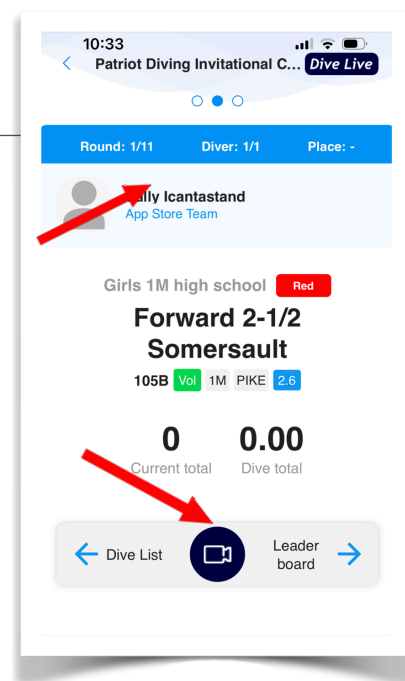 10:33
Patriot Diving Invitational C... Dive Live
Round: 1/11 Diver: 1/1 Place: -
Icantastand
App Store Team
Girls 1M high school Red
Forward 2-1/2
Somersault
105B Vol 1M PIKE 2.6
0 0.00
Current total Dive total
Dive List Leader
board